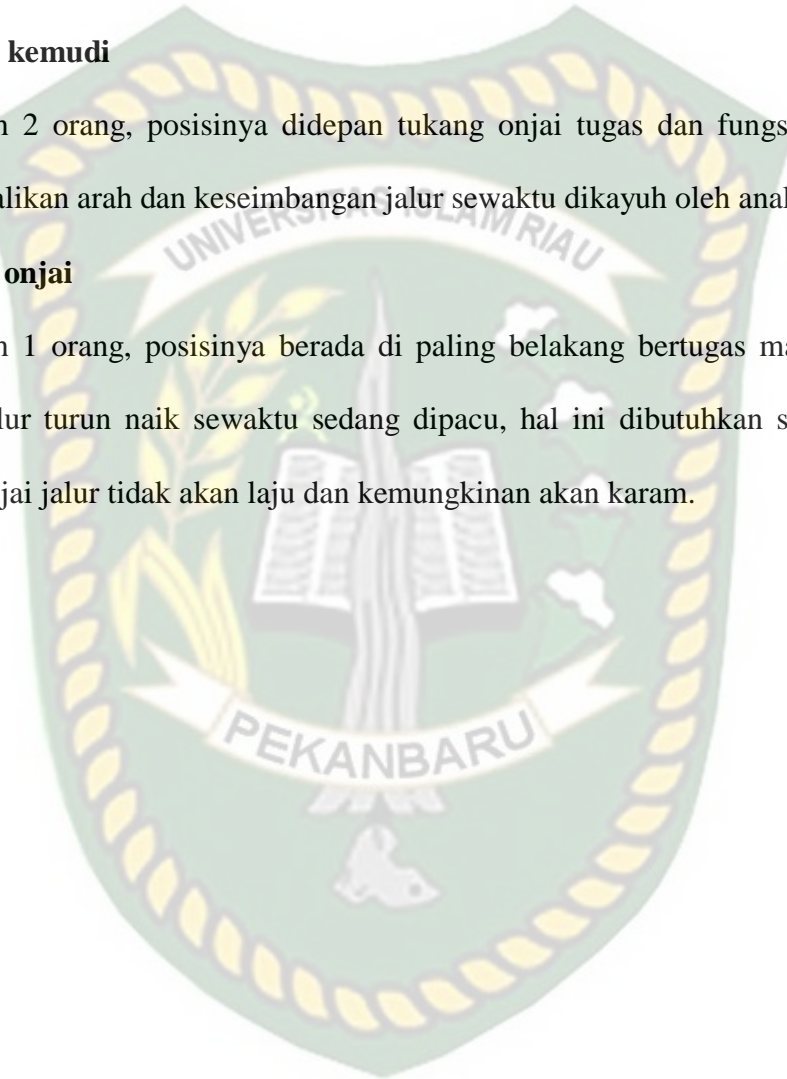 kemudi
n 2 orang, posisinya didepan tukang onjai tugas dan fungs
alikan arah dan keseimbangan jalur sewaktu dikayuh oleh anak
UNIVERSITAS ISLAM RIAU
onjai
n 1 orang, posisinya berada di paling belakang bertugas ma
lur turun naik sewaktu sedang dipacu, hal ini dibutuhkan s
jai jalur tidak akan laju dan kemungkinan akan karam.
PEKANBARU